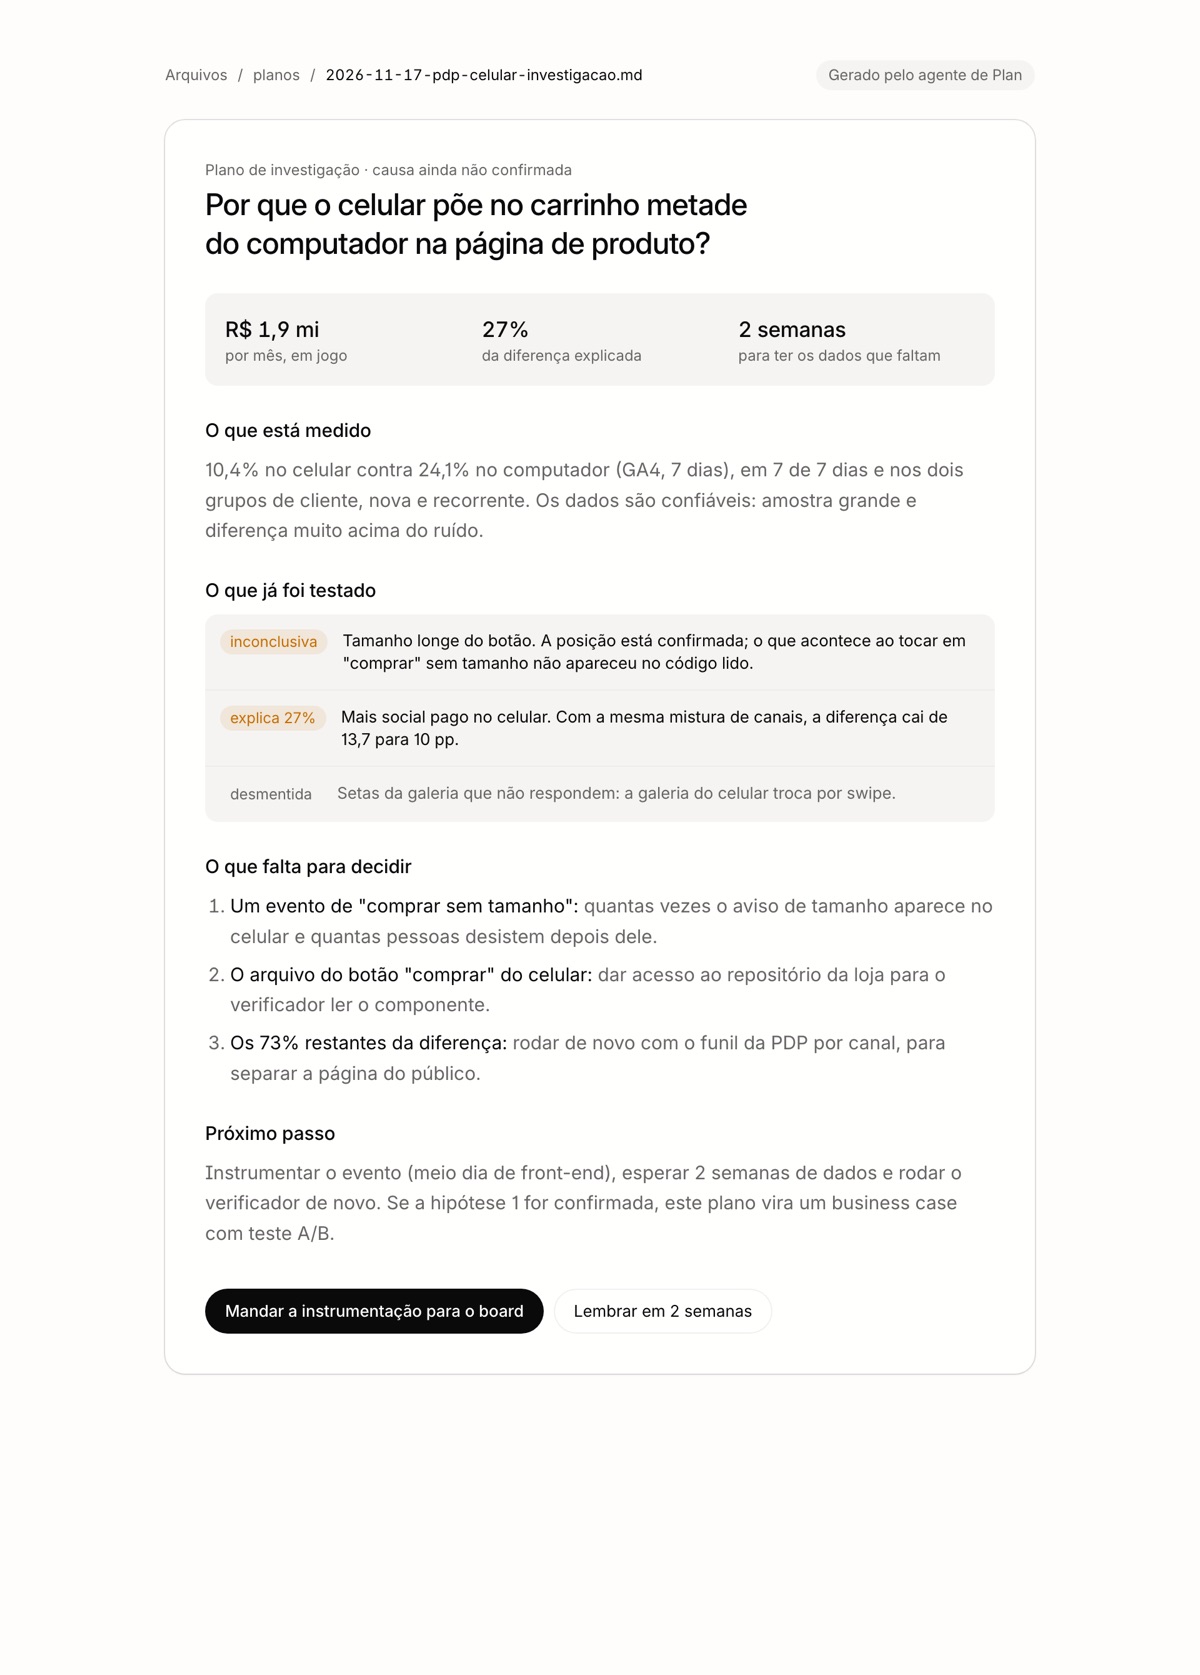 Arquivos / planos / 2026-11-17-pdp-celular-investigacao.md
Gerado pelo agente de Plan
Plano de investigação · causa ainda não confirmada
Por que o celular põe no carrinho metade
do computador na página de produto?
R$ 1,9 mi
por mês, em jogo
27%
da diferença explicada
2 semanas
para ter os dados que faltam
O que está medido
10,4% no celular contra 24,1% no computador (GA4, 7 dias), em 7 de 7 dias e nos dois
grupos de cliente, nova e recorrente. Os dados são confiáveis: amostra grande e
diferença muito acima do ruído.
O que já foi testado
inconclusiva
Tamanho longe do botão. A posição está confirmada; o que acontece ao tocar em
"comprar" sem tamanho não apareceu no código lido.
explica 27%
Mais social pago no celular. Com a mesma mistura de canais, a diferença cai de
13,7 para 10 pp.
desmentida
Setas da galeria que não respondem: a galeria do celular troca por swipe.
O que falta para decidir
1. Um evento de "comprar sem tamanho": quantas vezes o aviso de tamanho aparece no
celular e quantas pessoas desistem depois dele.
2. O arquivo do botão "comprar" do celular: dar acesso ao repositório da loja para o
verificador ler o componente.
3. Os 73% restantes da diferença: rodar de novo com o funil da PDP por canal, para
separar a página do público.
Próximo passo
Instrumentar o evento (meio dia de front-end), esperar 2 semanas de dados e rodar o
verificador de novo. Se a hipótese 1 for confirmada, este plano vira um business case
com teste A/B.
Mandar a instrumentação para o board
Lembrar em 2 semanas